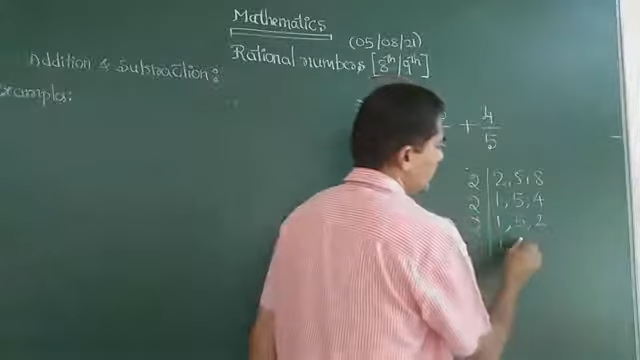 Mathematics
(05/08/21)
Rational numbers [8th/9th]
Addition & Subtraction:
Examples:
+ 4/5
2 | 2, 5, 8
2 | 1, 5, 4
2 | 1, 5, 2